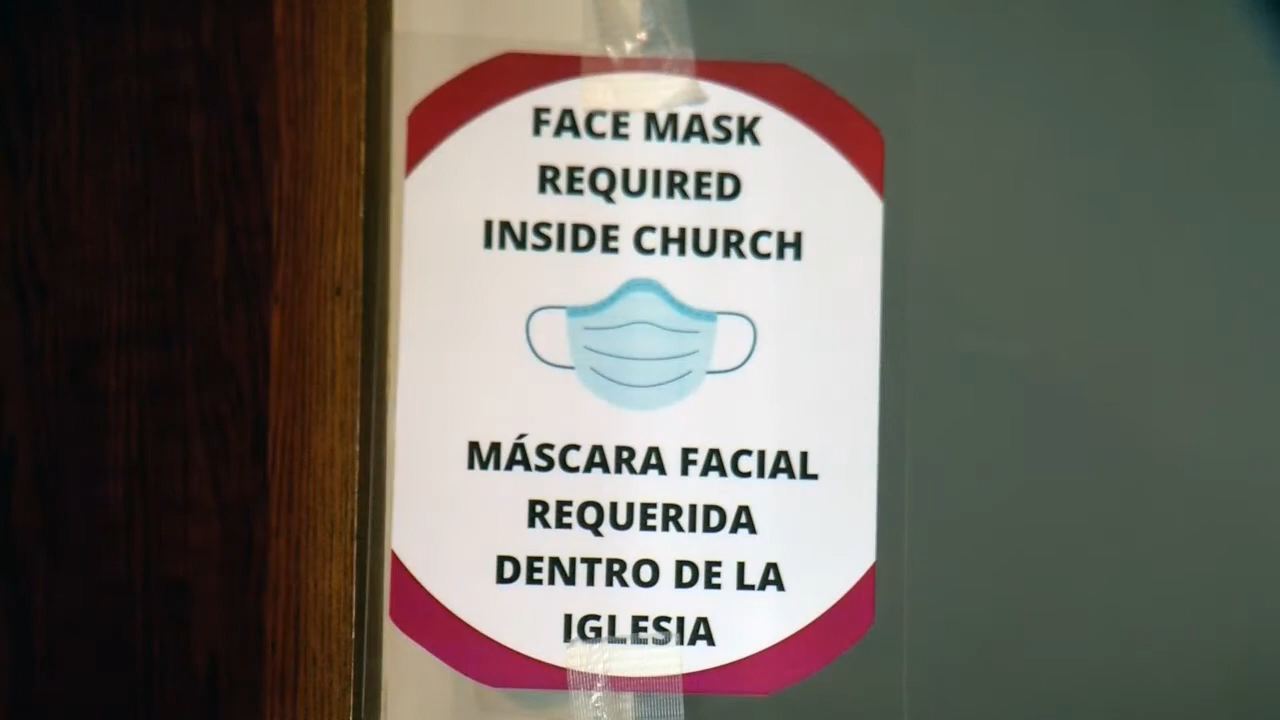 FACE MASK
REQUIRED
INSIDE CHURCH
MÁSCARA FACIAL
REQUERIDA
DENTRO DE LA
IGLESIA